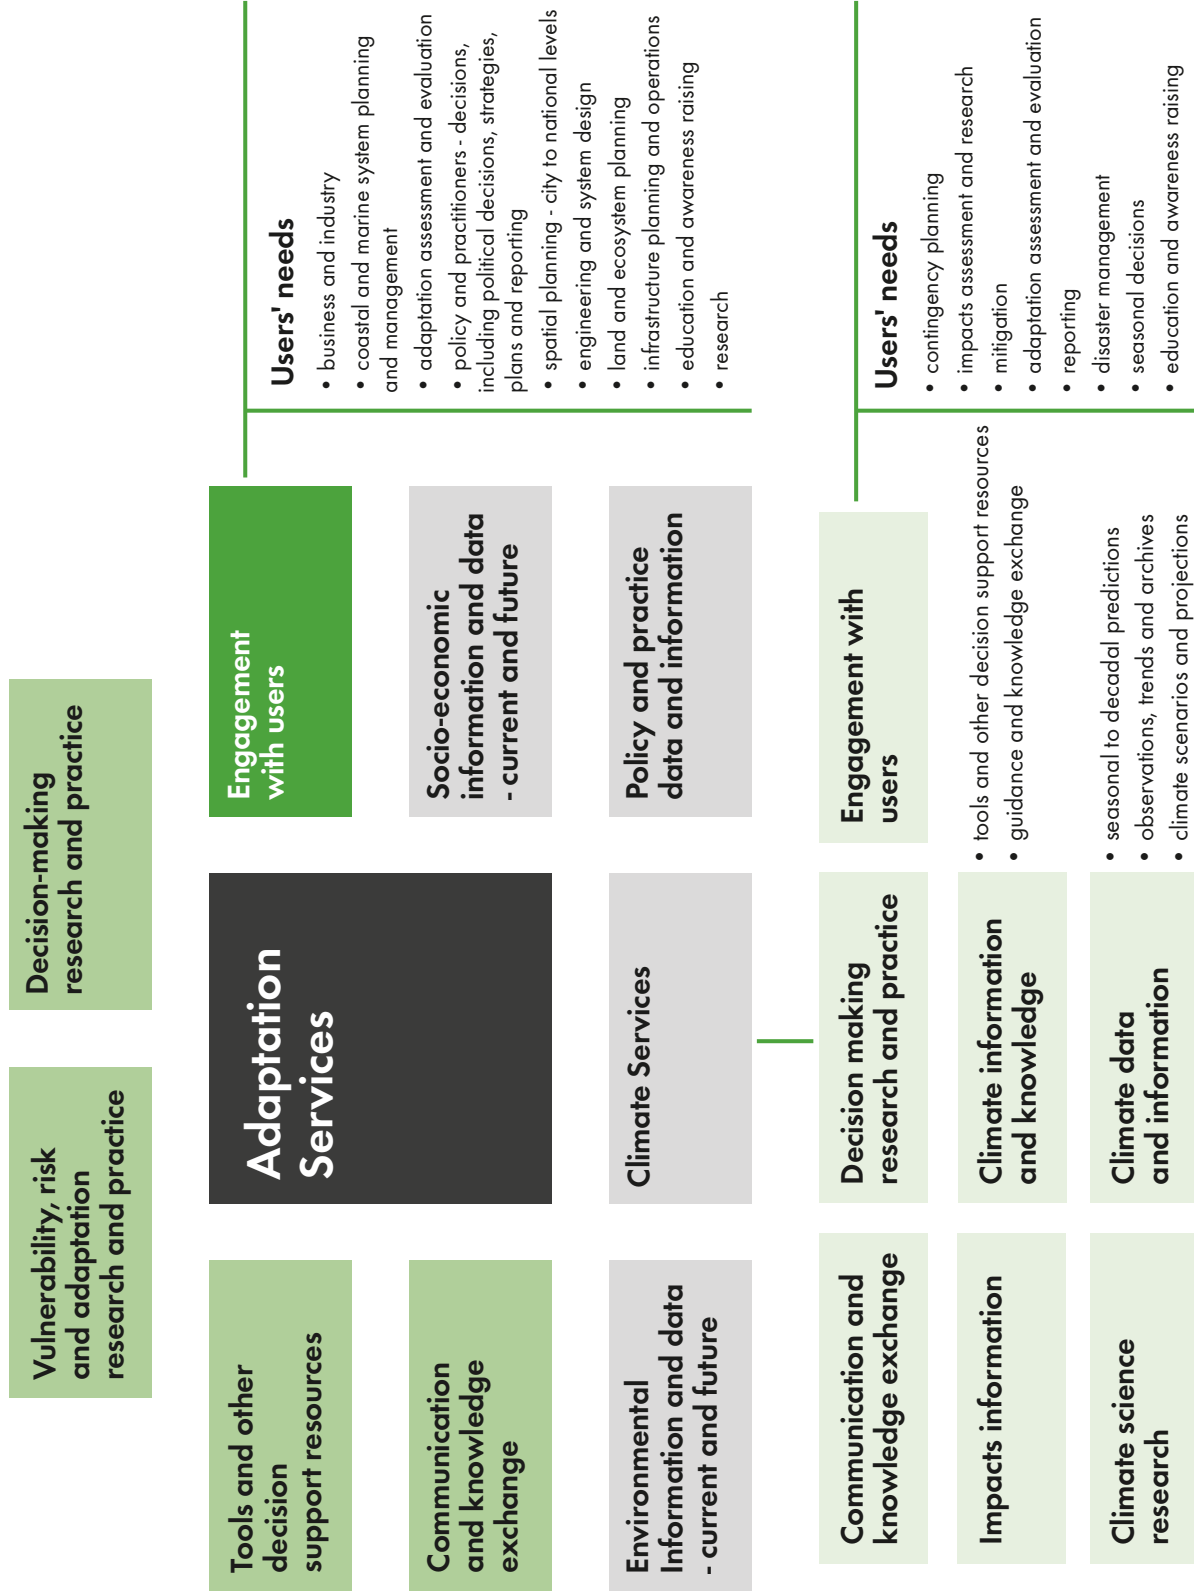 Vulnerability, risk
and adaptation
research and practice
Decision-making
research and practice
Tools and other
decision
support resources
Adaptation
Services
Engagement
with users
Communication
and knowledge
exchange
Socio-economic
information and data
- current and future
Environmental
Information and data
- current and future
Climate Services
Policy and practice
data and information
Users' needs
• business and industry
• coastal and marine system planning
and management
• adaptation assessment and evaluation
• policy and practitioners - decisions,
including political decisions, strategies,
plans and reporting
• spatial planning - city to national levels
• engineering and system design
• land and ecosystem planning
• infrastructure planning and operations
• education and awareness raising
• research
Communication and
knowledge exchange
Decision making
research and practice
Engagement with
users
Impacts information
Climate information
and knowledge
• tools and other decision support resources
• guidance and knowledge exchange
Climate science
research
Climate data
and information
• seasonal to decadal predictions
• observations, trends and archives
• climate scenarios and projections
Users' needs
• contingency planning
• impacts assessment and research
• mitigation
• adaptation assessment and evaluation
• reporting
• disaster management
• seasonal decisions
• education and awareness raising